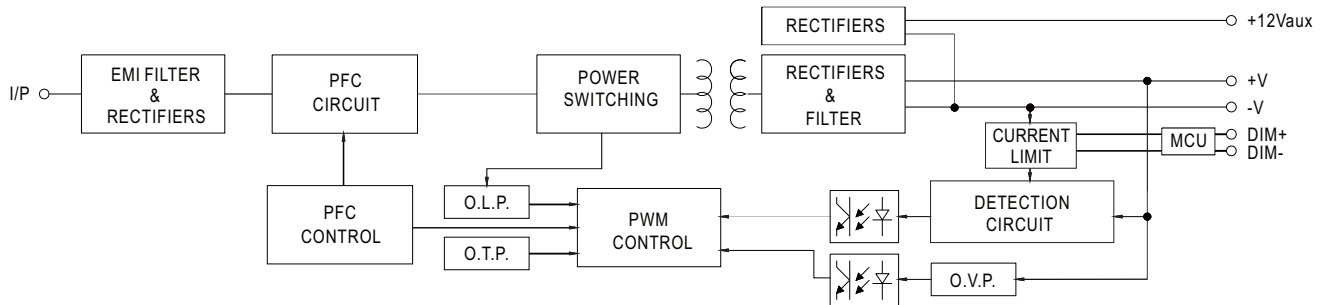 RECTIFIERS
+12Vaux
I/P
EMI FILTER
&
RECTIFIERS
PFC
CIRCUIT
POWER
SWITCHING
RECTIFIERS
&
FILTER
+V
-V
CURRENT
LIMIT
MCU
DIM+
DIM-
PFC
CONTROL
O.L.P.
O.T.P.
PWM
CONTROL
DETECTION
CIRCUIT
O.V.P.